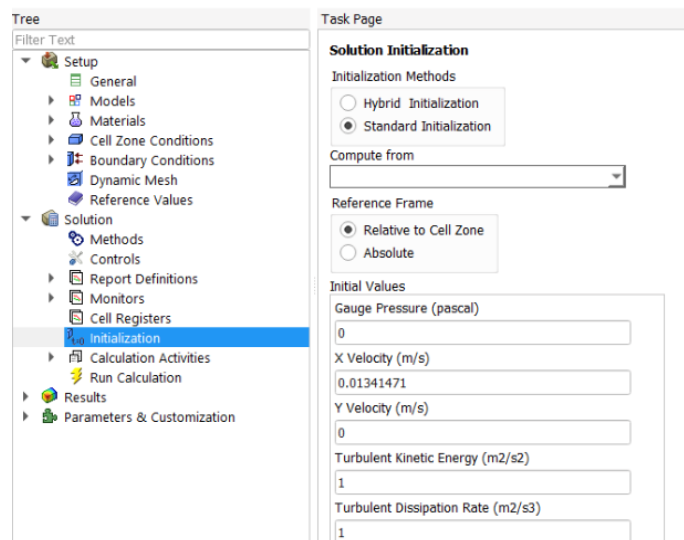 Tree
Filter Text
Setup
General
Models
Materials
Cell Zone Conditions
Boundary Conditions
Dynamic Mesh
Reference Values
Solution
Methods
Controls
Report Definitions
Monitors
Cell Registers
Initialization
Calculation Activities
Run Calculation
Results
Parameters & Customization
Task Page
Solution Initialization
Initialization Methods
Hybrid Initialization
Standard Initialization
Compute from
Reference Frame
Relative to Cell Zone
Absolute
Initial Values
Gauge Pressure (pascal)
0
X Velocity (m/s)
0.01341471
Y Velocity (m/s)
0
Turbulent Kinetic Energy (m2/s2)
1
Turbulent Dissipation Rate (m2/s3)
1